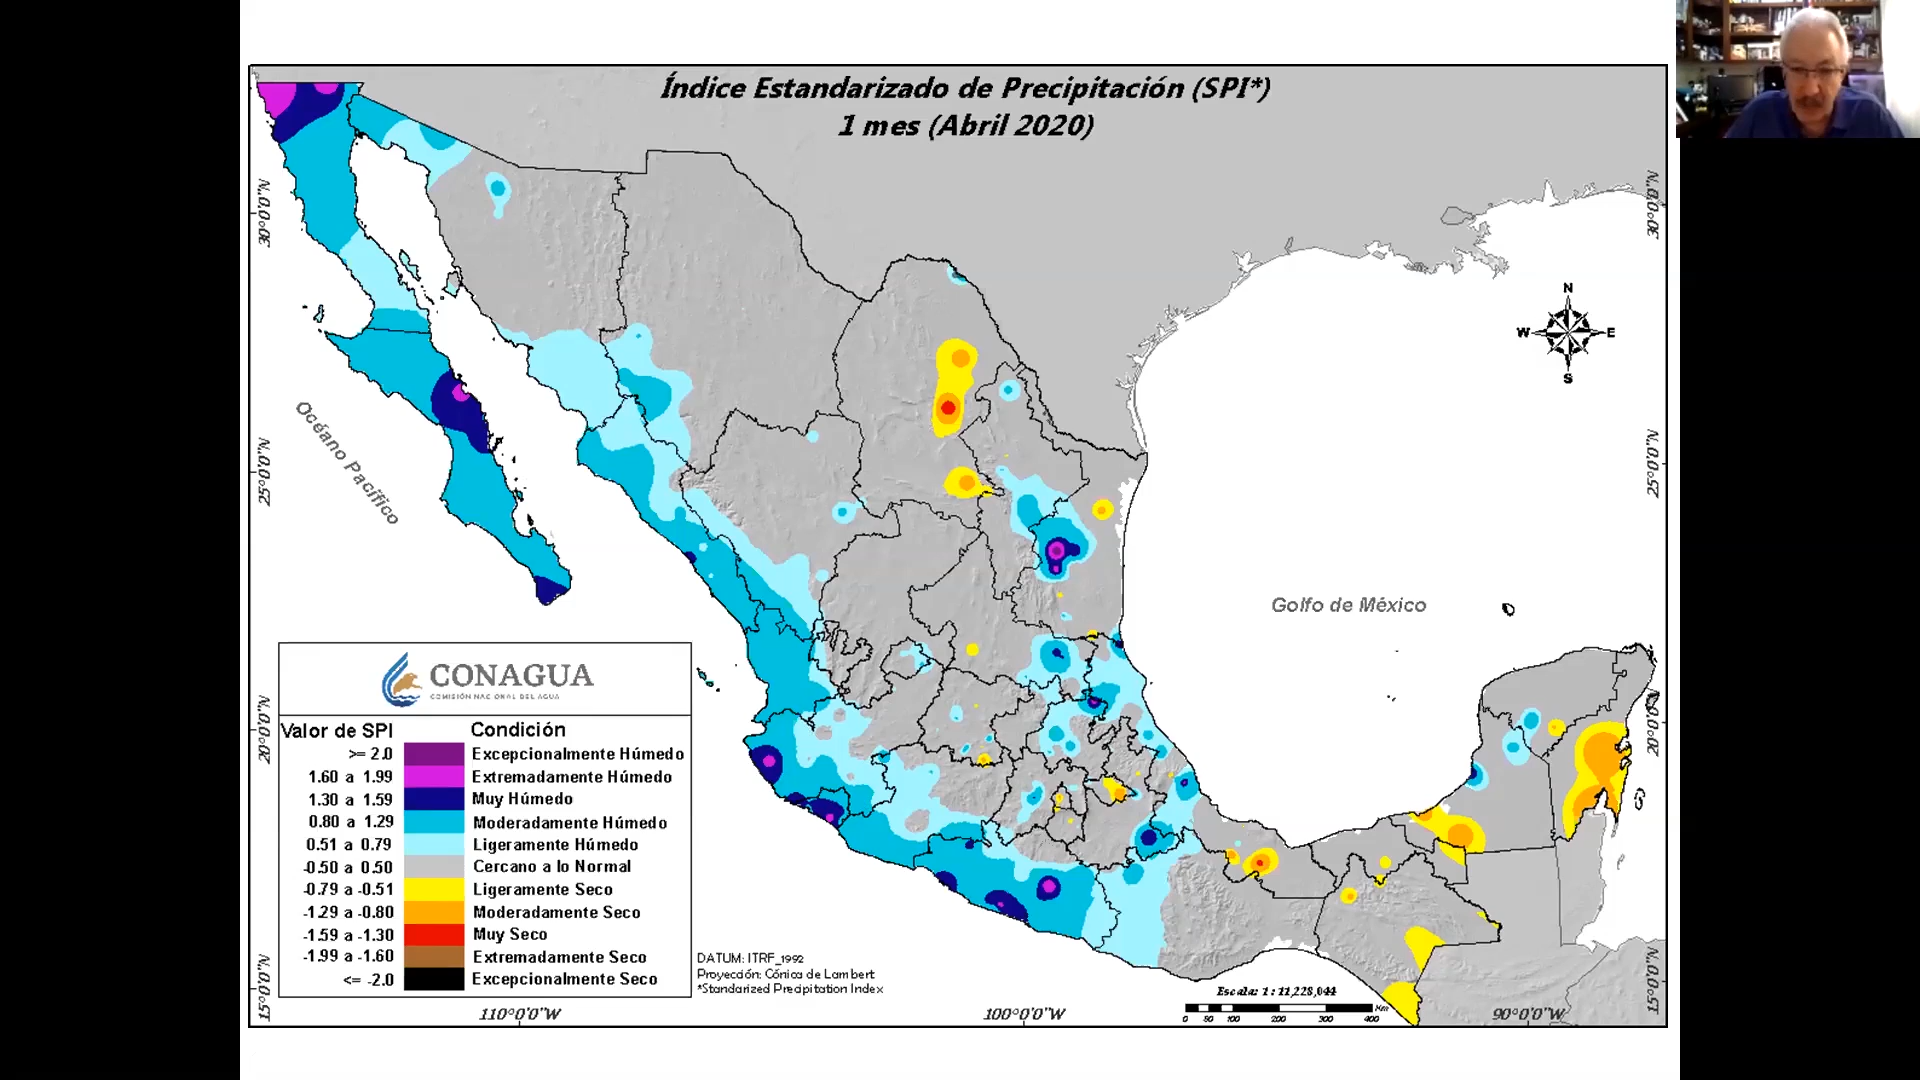 Índice Estandarizado de Precipitación (SPI*)
1 mes (Abril 2020)
30°0'0"N
30°0'0"N
N
W E
S
Océano Pacífico
25°0'0"N
25°0'0"N
Golfo de México
CONAGUA
COMISIÓN NACIONAL DEL AGUA
20°0'0"N
20°0'0"N
Valor de SPI Condición
>= 2.0 Excepcionalmente Húmedo
1.60 a 1.99 Extremadamente Húmedo
1.30 a 1.59 Muy Húmedo
0.80 a 1.29 Moderadamente Húmedo
0.51 a 0.79 Ligeramente Húmedo
-0.50 a 0.50 Cercano a lo Normal
-0.79 a -0.51 Ligeramente Seco
-1.29 a -0.80 Moderadamente Seco
-1.59 a -1.30 Muy Seco
-1.99 a -1.60 Extremadamente Seco
<= -2.0 Excepcionalmente Seco
DATUM: ITRF_1992
Proyección: Cónica de Lambert
*Standarized Precipitation Index
Escala: 1 : 11,228,044
0 50 100 200 300 400 Km
15°0'0"N
15°0'0"N
110°0'0"W
100°0'0"W
90°0'0"W